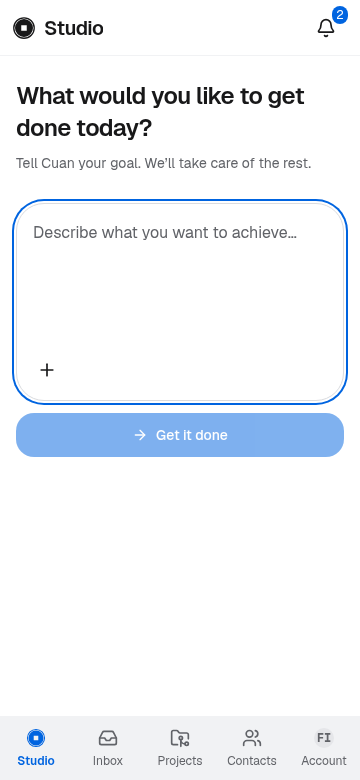 Studio
2
What would you like to get
done today?
Tell Cuan your goal. We'll take care of the rest.
Describe what you want to achieve...
Get it done
FI
Studio
Inbox
Projects
Contacts
Account